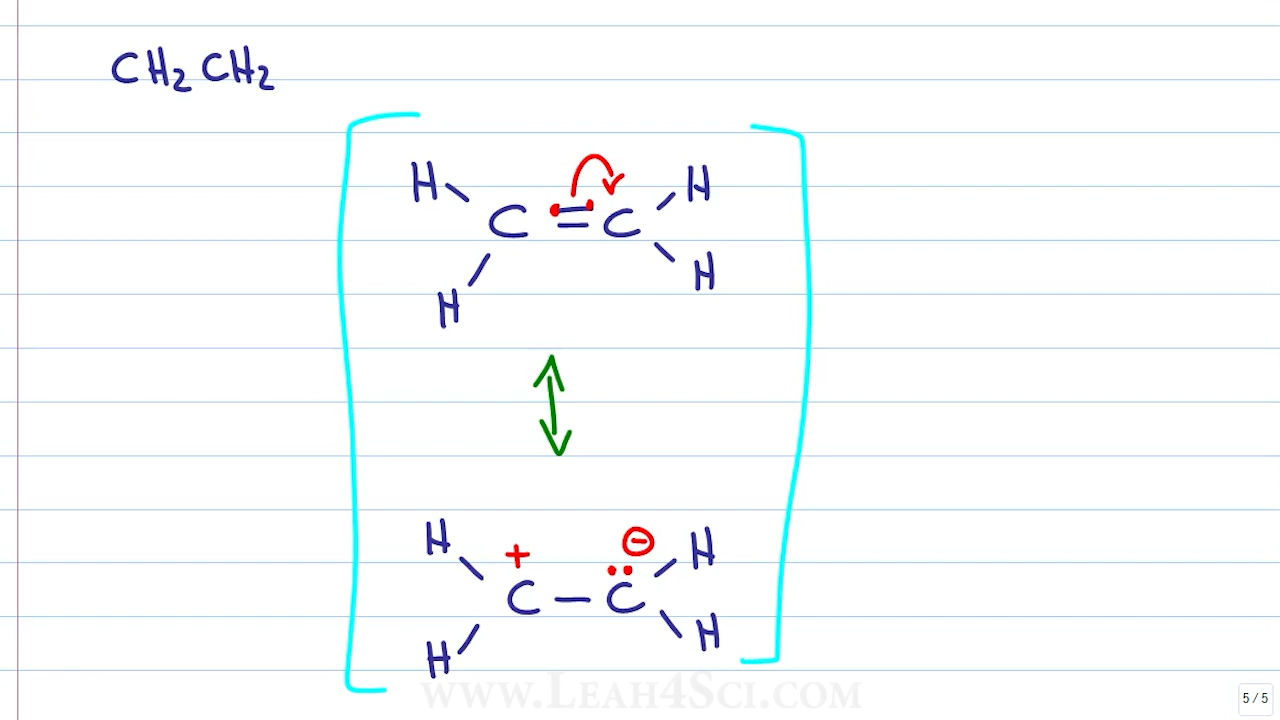 CH₂CH₂
H H
C = C
H
H
+ ⊖
H H
C – C
H H
www.Leah4Sci.com
5 / 5